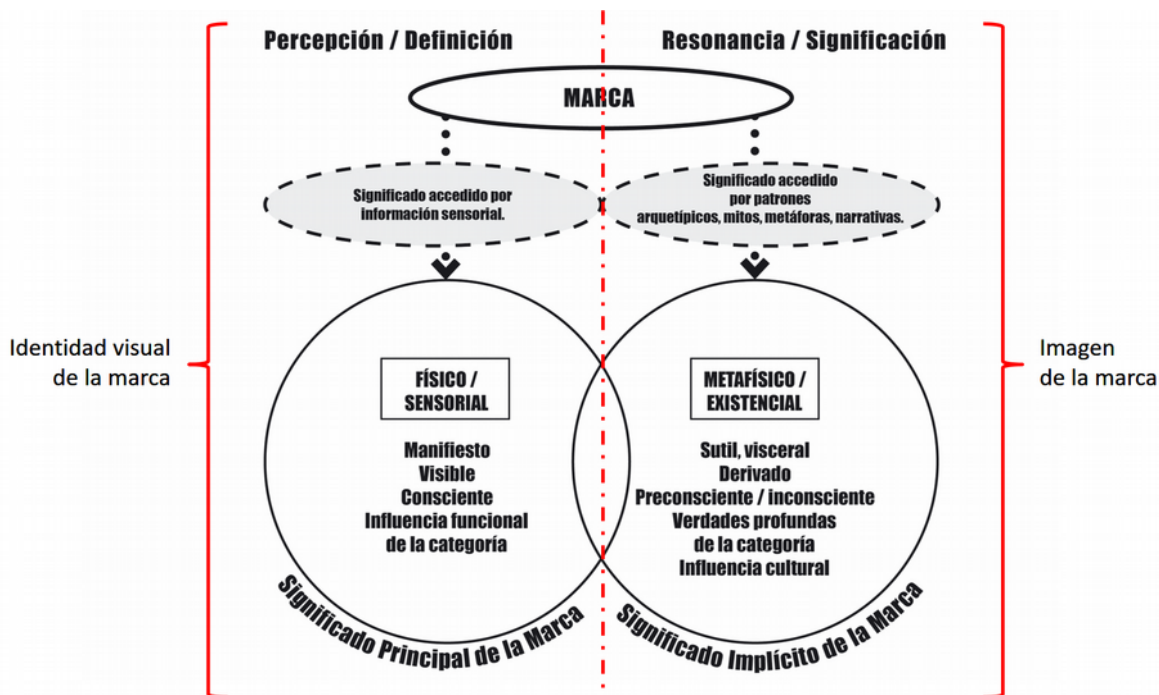 Percepción / Definición
Resonancia / Significación
MARCA
Significado accedido por
información sensorial.
Significado accedido
por patrones
arquetípicos, mitos, metáforas, narrativas.
Identidad visual
de la marca
FÍSICO /
SENSORIAL
Manifiesto
Visible
Consciente
Influencia funcional
de la categoría
Significado Principal de la Marca
METAFÍSICO /
EXISTENCIAL
Sutil, visceral
Derivado
Preconsciente / inconsciente
Verdades profundas
de la categoría
Influencia cultural
Significado Implícito de la Marca
Imagen
de la marca